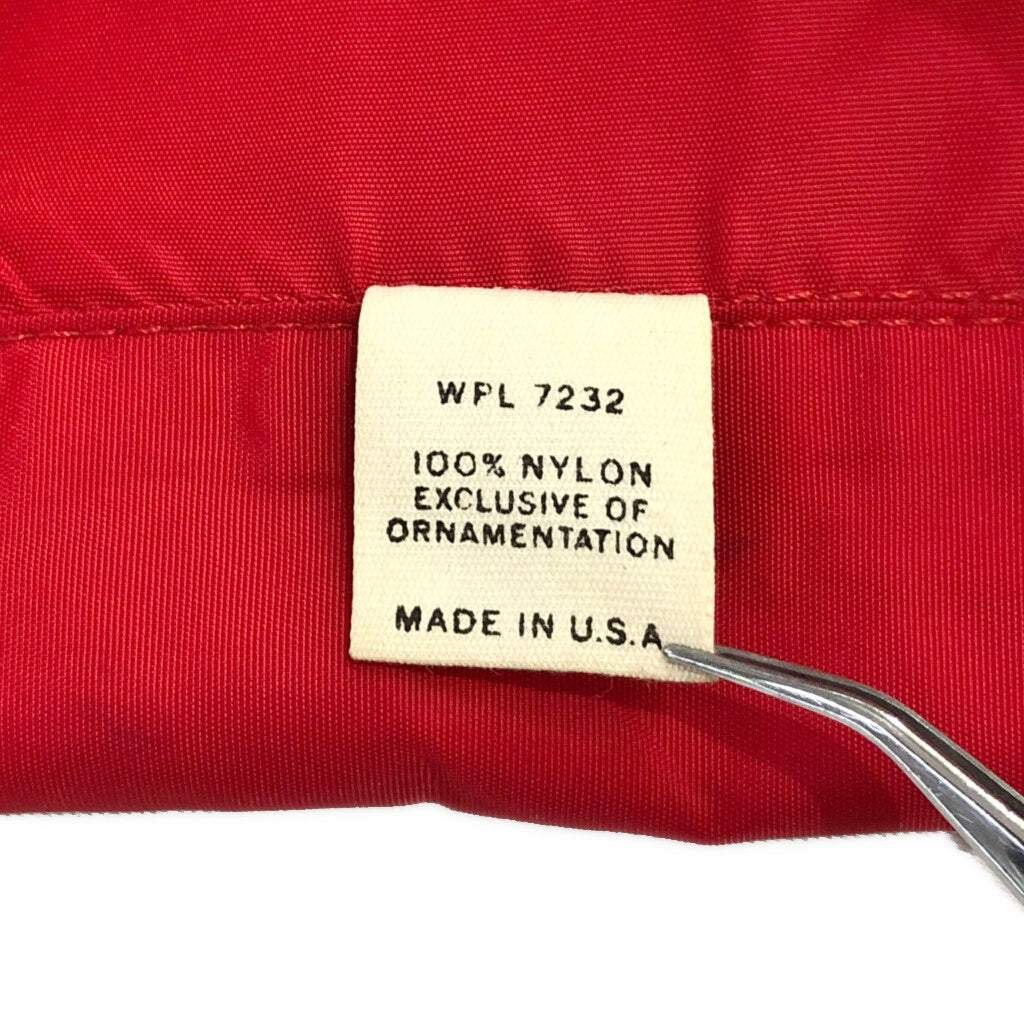 WPL 7232
100% NYLON
EXCLUSIVE OF
ORNAMENTATION
MADE IN U.S.A